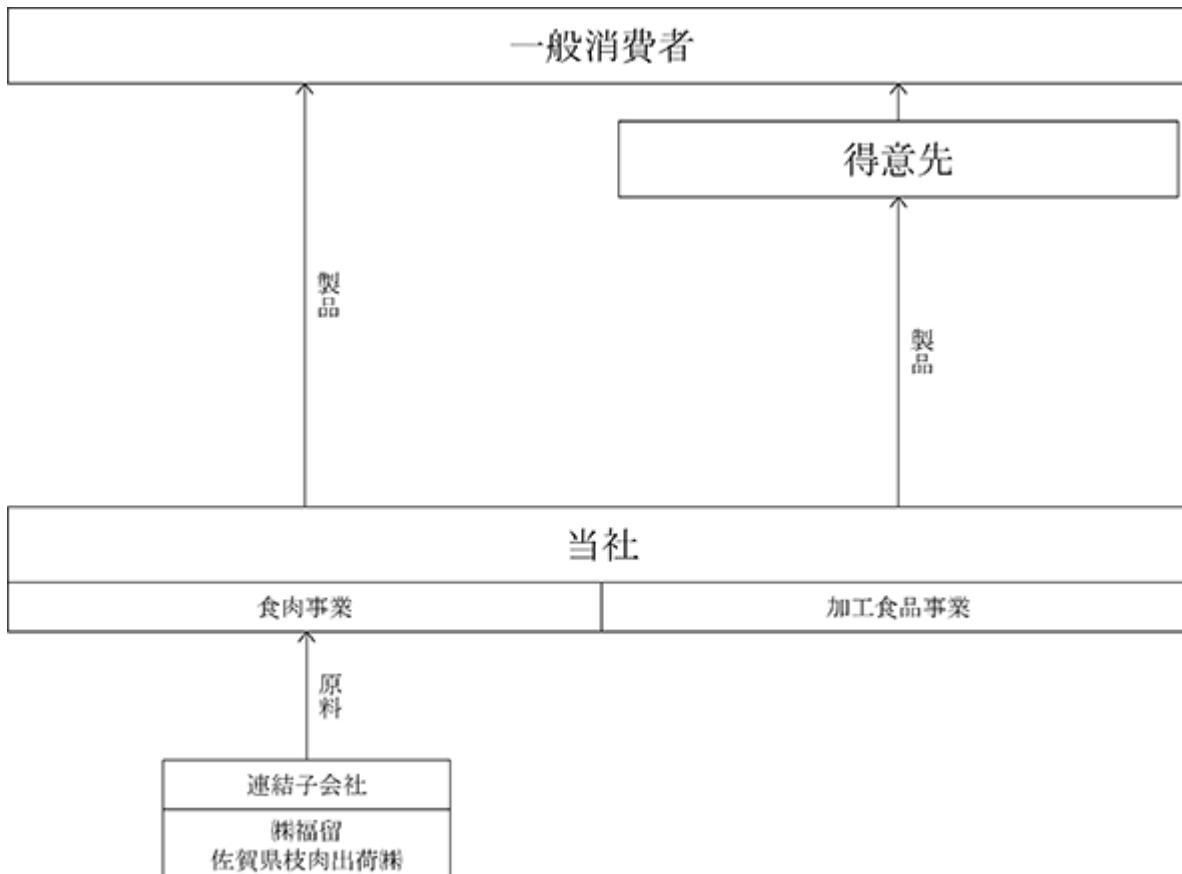 一般消費者
得意先
製品
製品
当社
食肉事業
加工食品事業
原料
連結子会社
㈱福留
佐賀県枝肉出荷㈱